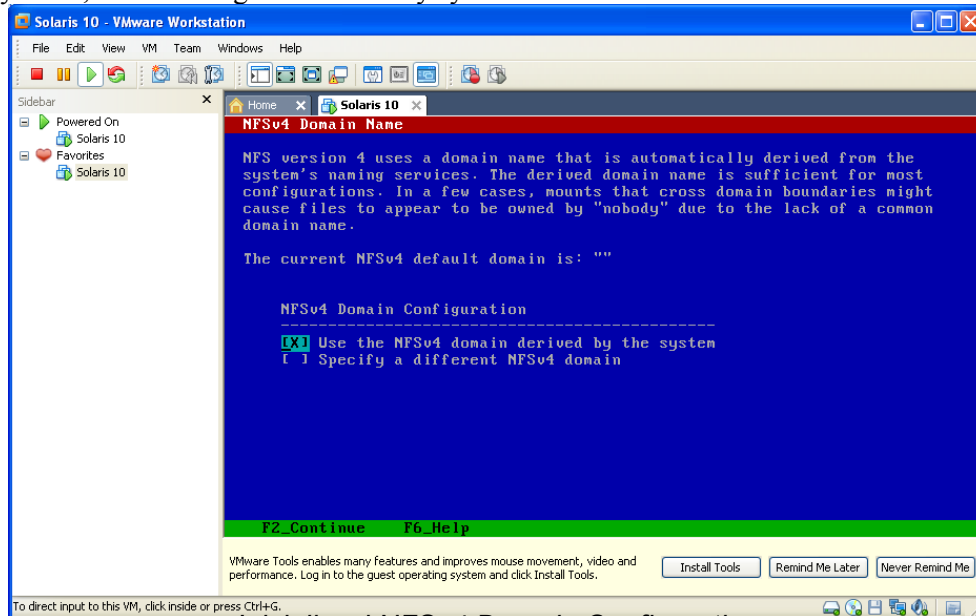 Solaris 10 - VMware Workstation
File Edit View VM Team Windows Help
Sidebar
Powered On
Solaris 10
Favorites
Solaris 10
Home
Solaris 10
NFSv4 Domain Name
NFS version 4 uses a domain name that is automatically derived from the
system's naming services. The derived domain name is sufficient for most
configurations. In a few cases, mounts that cross domain boundaries might
cause files to appear to be owned by "nobody" due to the lack of a common
domain name.
The current NFSv4 default domain is: ""
NFSv4 Domain Configuration
[X] Use the NFSv4 domain derived by the system
[ ] Specify a different NFSv4 domain
F2_Continue F6_Help
VMware Tools enables many features and improves mouse movement, video and
performance. Log in to the guest operating system and click Install Tools.
Install Tools Remind Me Later Never Remind Me
To direct input to this VM, click inside or press Ctrl+G.